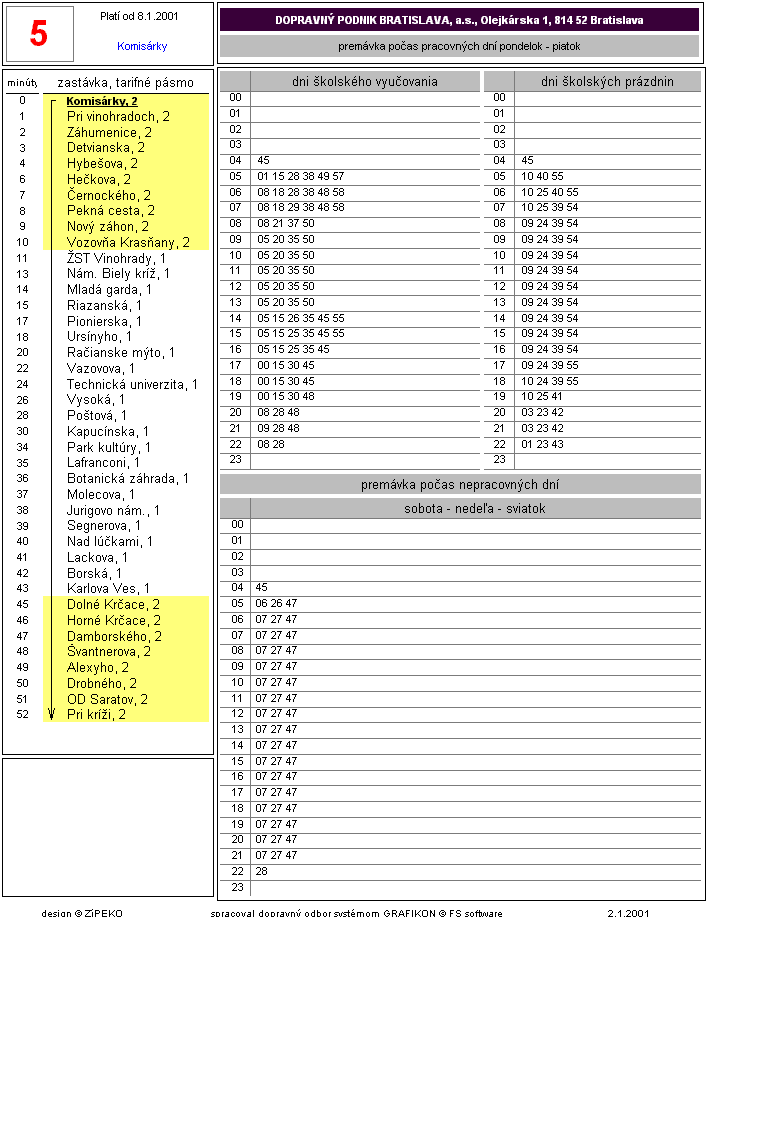 5
Platí od 8.1.2001
Komisárky
DOPRAVNÝ PODNIK BRATISLAVA, a.s., Olejkárska 1, 814 52 Bratislava
premávka počas pracovných dní pondelok - piatok
minúty zastávka, tarifné pásmo
0 Komisárky, 2
1 Pri vinohradoch, 2
2 Záhumenice, 2
3 Detvianska, 2
4 Hybešova, 2
6 Hečkova, 2
7 Černockého, 2
8 Pekná cesta, 2
9 Nový záhon, 2
10 Vozovňa Krasňany, 2
11 ŽST Vinohrady, 1
13 Nám. Biely kríž, 1
14 Mladá garda, 1
15 Riazanská, 1
17 Pionierska, 1
18 Ursínyho, 1
20 Račianske mýto, 1
22 Vazovova, 1
24 Technická univerzita, 1
26 Vysoká, 1
28 Poštová, 1
30 Kapucínska, 1
34 Park kultúry, 1
35 Lafranconi, 1
36 Botanická záhrada, 1
37 Molecova, 1
38 Jurigovo nám., 1
39 Segnerova, 1
40 Nad lúčkami, 1
41 Lackova, 1
42 Borská, 1
43 Karlova Ves, 1
45 Dolné Krčace, 2
46 Horné Krčace, 2
47 Damborského, 2
48 Švantnerova, 2
49 Alexyho, 2
50 Drobného, 2
51 OD Saratov, 2
52 Pri kríži, 2
dni školského vyučovania
00
01
02
03
04 45
05 01 15 28 38 49 57
06 08 18 28 38 48 58
07 08 18 29 38 48 58
08 08 21 37 50
09 05 20 35 50
10 05 20 35 50
11 05 20 35 50
12 05 20 35 50
13 05 20 35 50
14 05 15 26 35 45 55
15 05 15 25 35 45 55
16 05 15 25 35 45
17 00 15 30 45
18 00 15 30 45
19 00 15 30 48
20 08 28 48
21 09 28 48
22 08 28
23
dni školských prázdnin
00
01
02
03
04 45
05 10 40 55
06 10 25 40 55
07 10 25 39 54
08 09 24 39 54
09 09 24 39 54
10 09 24 39 54
11 09 24 39 54
12 09 24 39 54
13 09 24 39 54
14 09 24 39 54
15 09 24 39 54
16 09 24 39 54
17 09 24 39 55
18 10 24 39 55
19 10 25 41
20 03 23 42
21 03 23 42
22 01 23 43
23
premávka počas nepracovných dní
sobota - nedeľa - sviatok
00
01
02
03
04 45
05 06 26 47
06 07 27 47
07 07 27 47
08 07 27 47
09 07 27 47
10 07 27 47
11 07 27 47
12 07 27 47
13 07 27 47
14 07 27 47
15 07 27 47
16 07 27 47
17 07 27 47
18 07 27 47
19 07 27 47
20 07 27 47
21 07 27 47
22 28
23
design © ZíPEKO
spracoval dopravný odbor systémom GRAFIKON © FS software
2.1.2001